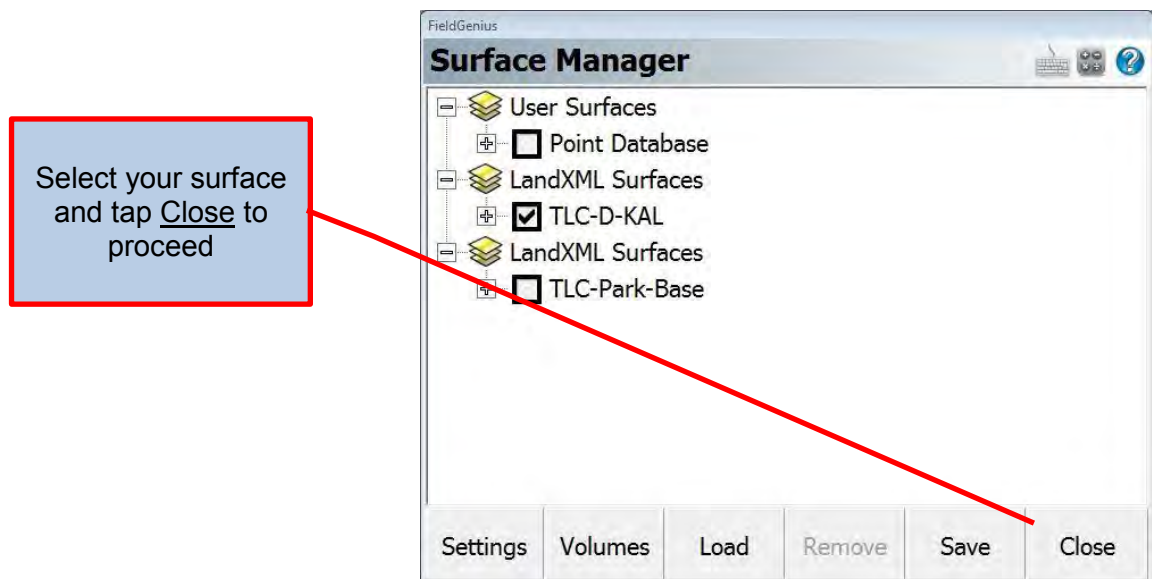 FieldGenius
Surface Manager
User Surfaces
Point Database
LandXML Surfaces
TLC-D-KAL
LandXML Surfaces
TLC-Park-Base
Select your surface
and tap Close to
proceed
Settings Volumes Load Remove Save Close